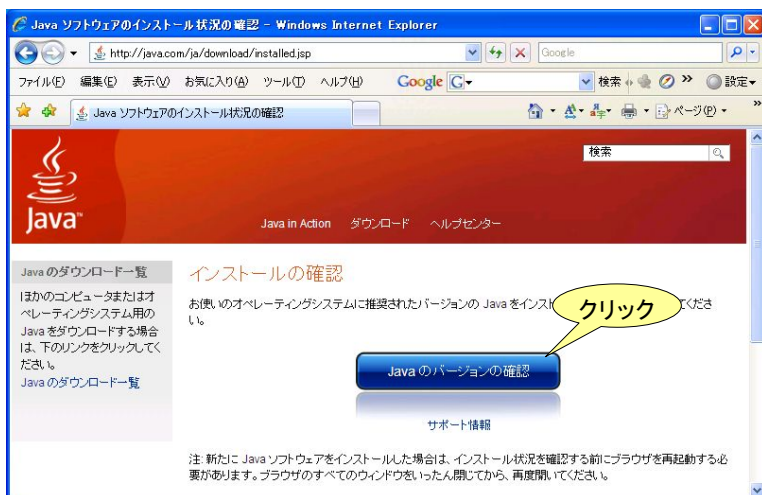 Java ソフトウェアのインストール状況の確認 - Windows Internet Explorer
http://java.com/ja/download/installed.jsp
Google
ファイル(F) 編集(E) 表示(V) お気に入り(A) ツール(T) ヘルプ(H) Google G 検索 » 設定
Java ソフトウェアのインストール状況の確認 ページ(P) »
検索
Java™
Java in Action ダウンロード ヘルプセンター
Java のダウンロード一覧
ほかのコンピュータまたはオ
ペレーティングシステム用の
Java をダウンロードする場合
は、下のリンクをクリックしてく
ださい。
Java のダウンロード一覧
インストールの確認
お使いのオペレーティングシステムに推奨されたバージョンの Java をインスト
てくださ
い。
クリック
Java のバージョンの確認
サポート情報
注: 新たに Java ソフトウェアをインストールした場合は、インストール状況を確認する前にブラウザを再起動する必
要があります。ブラウザのすべてのウィンドウをいったん閉じてから、再度開いてください。